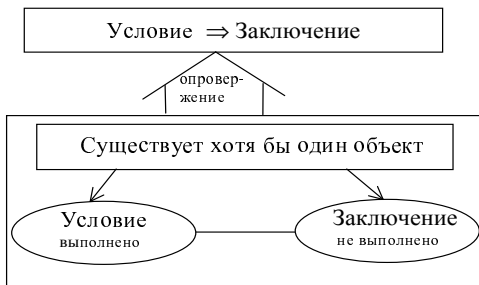 Условие ⇒ Заключение
опровер-
жение
Существует хотя бы один объект
Условие
выполнено
Заключение
не выполнено